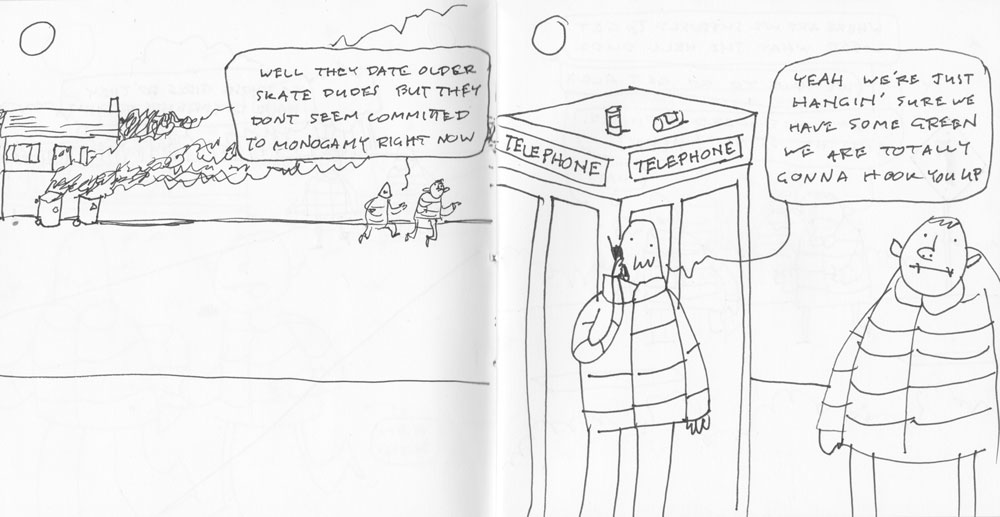 WELL THEY DATE OLDER
SKATE DUDES BUT THEY
DONT SEEM COMMITTED
TO MONOGAMY RIGHT NOW
TELEPHONE
TELEPHONE
YEAH WE'RE JUST
HANGIN' SURE WE
HAVE SOME GREEN
WE ARE TOTALLY
GONNA HOOK YOU UP